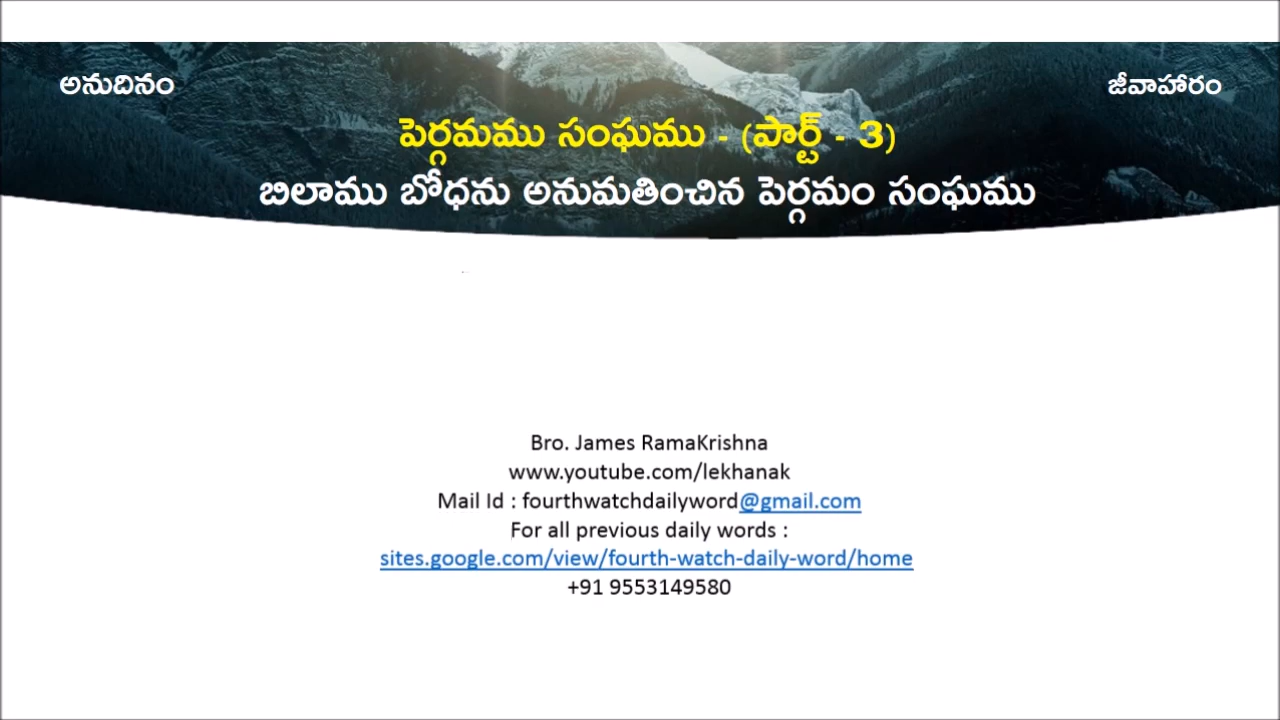 అనుదినం
జీవాహారం
పెర్గమము సంఘము - (పార్ట్ - 3)
బిలాము బోధను అనుమతించిన పెర్గమం సంఘము
Bro. James RamaKrishna
www.youtube.com/lekhanak
Mail Id : fourthwatchdailyword@gmail.com
For all previous daily words :
sites.google.com/view/fourth-watch-daily-word/home
+91 9553149580